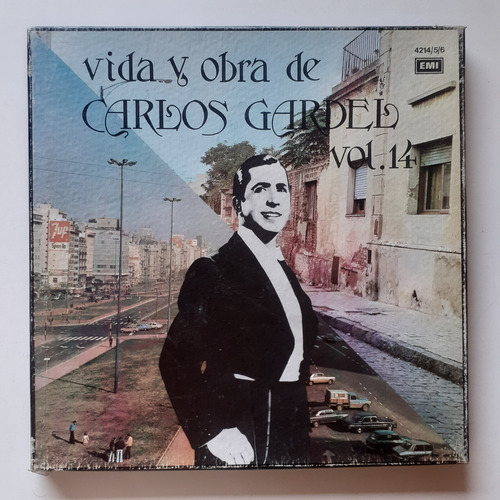 vida y obra de
CARLOS GARDEL
vol.14
4214/5/6
EMI
7up